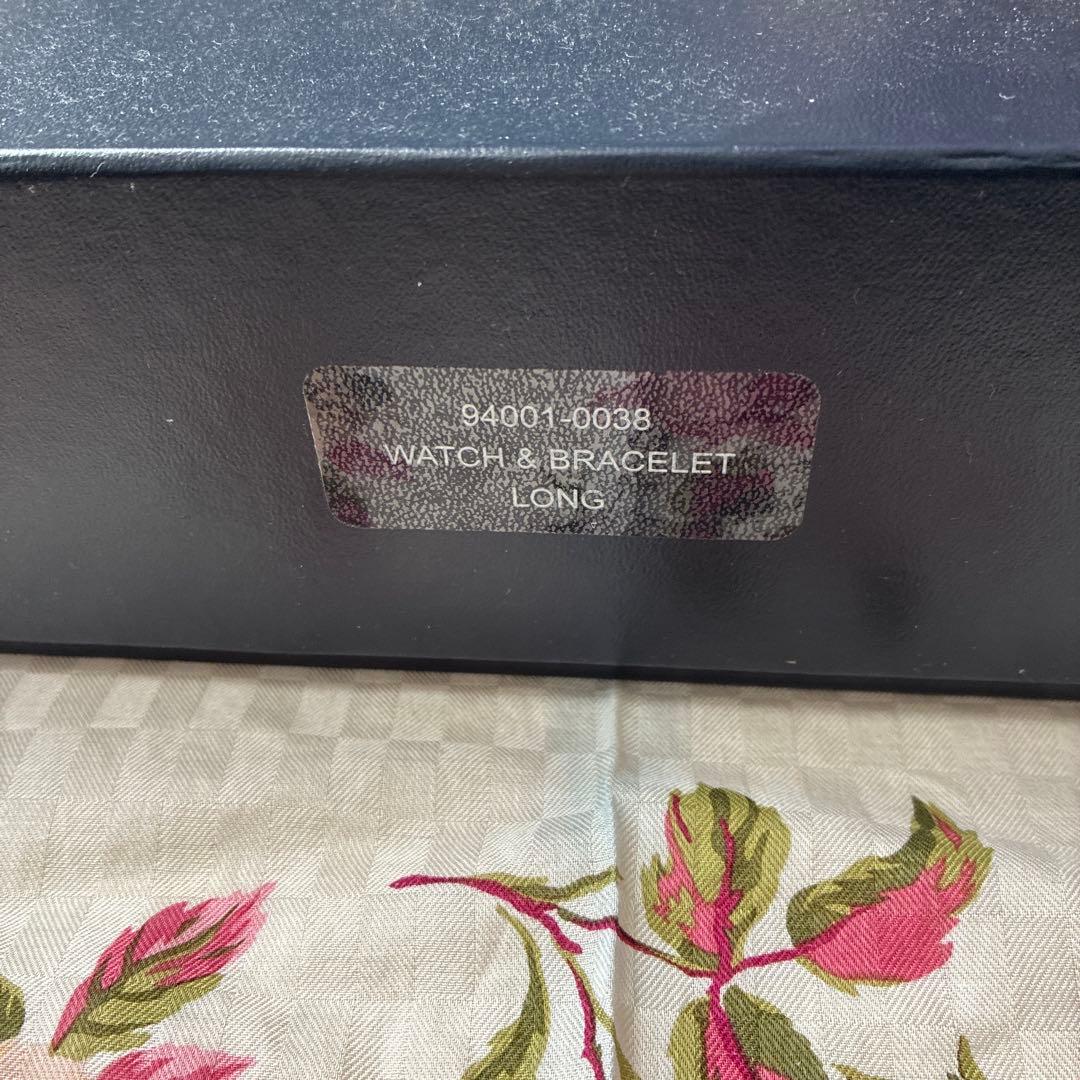 94001-0038
WATCH & BRACELET
LONG